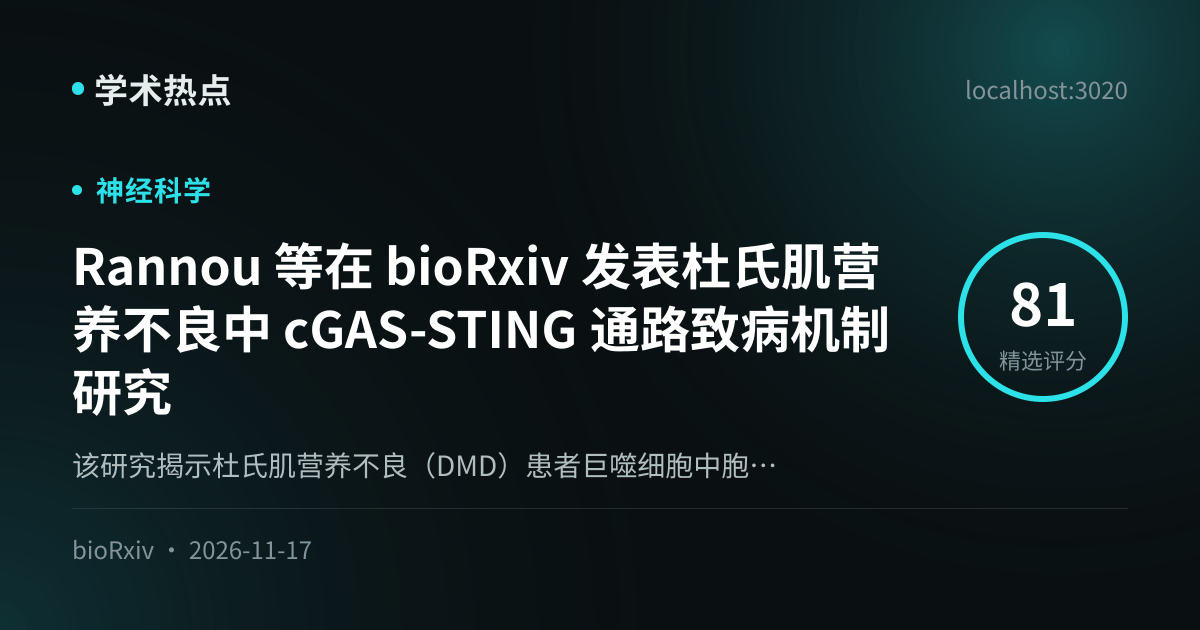 学术热点
localhost:3020
神经科学
Rannou 等在 bioRxiv 发表杜氏肌营
养不良中 cGAS-STING 通路致病机制
研究
81
精选评分
该研究揭示杜氏肌营养不良（DMD）患者巨噬细胞中胞…
bioRxiv · 2026-11-17